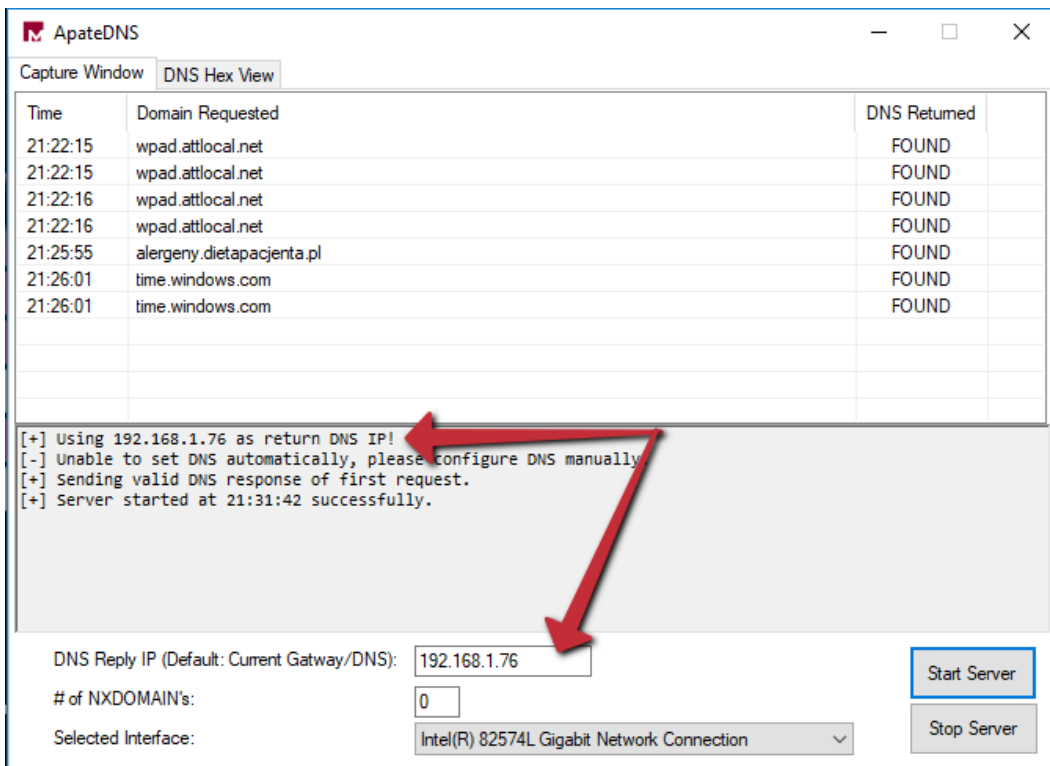 ApateDNS
Capture Window DNS Hex View
Time Domain Requested DNS Returned
21:22:15 wpad.attlocal.net FOUND
21:22:15 wpad.attlocal.net FOUND
21:22:16 wpad.attlocal.net FOUND
21:22:16 wpad.attlocal.net FOUND
21:25:55 alergeny.dietapacjenta.pl FOUND
21:26:01 time.windows.com FOUND
21:26:01 time.windows.com FOUND
[+] Using 192.168.1.76 as return DNS IP!
[-] Unable to set DNS automatically, please configure DNS manually.
[+] Sending valid DNS response of first request.
[+] Server started at 21:31:42 successfully.
DNS Reply IP (Default: Current Gatway/DNS): 192.168.1.76
# of NXDOMAIN's: 0
Selected Interface: Intel(R) 82574L Gigabit Network Connection
Start Server
Stop Server